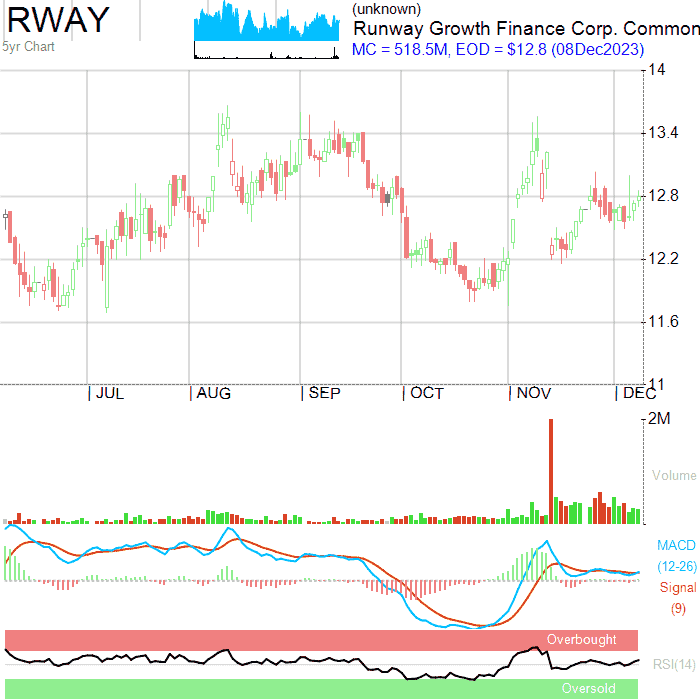 RWAY
5yr Chart
(unknown)
Runway Growth Finance Corp. Common
MC = 518.5M, EOD = $12.8 (08Dec2023)
14
13.4
12.8
12.2
11.6
11
JUL AUG SEP OCT NOV DEC
2M
Volume
MACD
(12-26)
Signal
(9)
Overbought
RSI(14)
Oversold